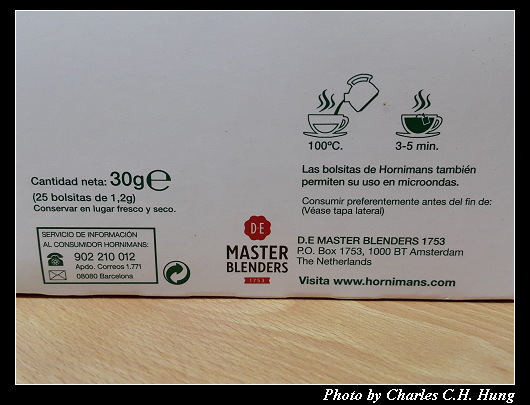 100ºC.
3-5 min.
Las bolsitas de Hornimans también
permiten su uso en microondas.
Consumir preferentemente antes del fin de:
(Véase tapa lateral)
Cantidad neta: 30g℮
(25 bolsitas de 1,2g)
Conservar en lugar fresco y seco.
SERVICIO DE INFORMACIÓN
AL CONSUMIDOR HORNIMANS:
902 210 012
Apdo. Correos 1.771
08080 Barcelona
D.E
MASTER
BLENDERS
1753
D.E MASTER BLENDERS 1753
P.O. Box 1753, 1000 BT Amsterdam
The Netherlands
Visita www.hornimans.com
Photo by Charles C.H. Hung